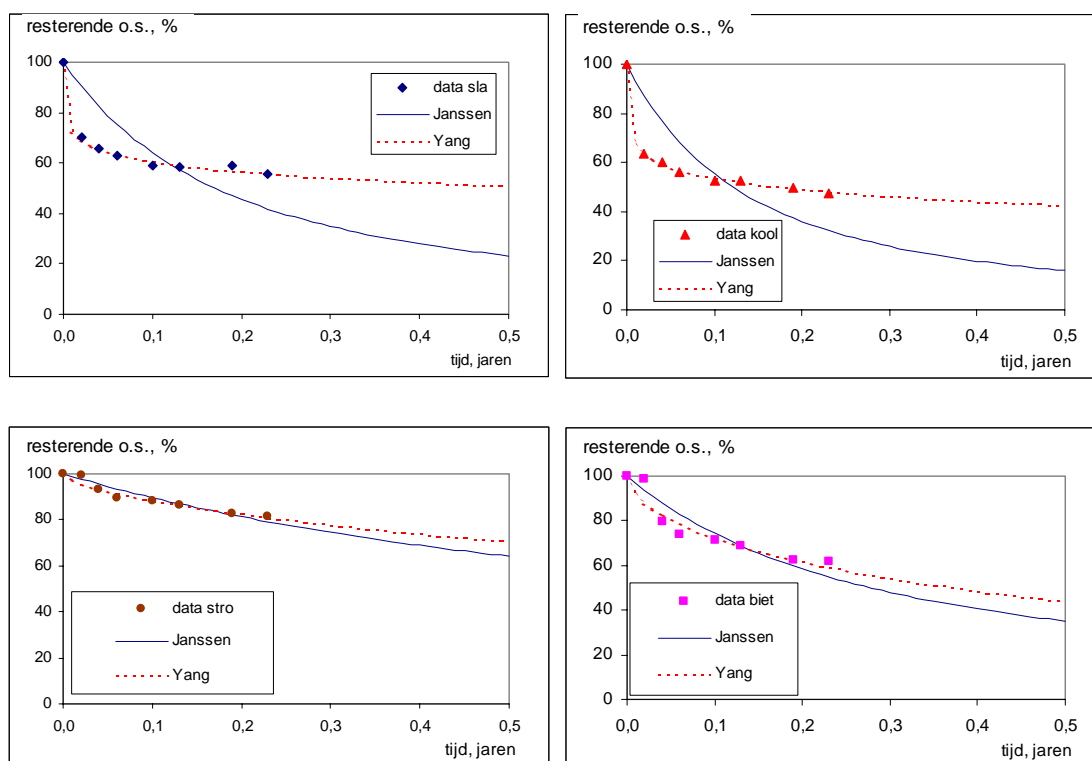 resterende o.s., %
100
80
60
40
20
0
data sla
Janssen
Yang
0,0 0,1 0,2 0,3 0,4 0,5
tijd, jaren
resterende o.s., %
100
80
60
40
20
0
data kool
Janssen
Yang
0,0 0,1 0,2 0,3 0,4 0,5
tijd, jaren
resterende o.s., %
100
80
60
40
20
0
data stro
Janssen
Yang
0,0 0,1 0,2 0,3 0,4 0,5
tijd, jaren
resterende o.s., %
100
80
60
40
20
0
data biet
Janssen
Yang
0,0 0,1 0,2 0,3 0,4 0,5
tijd, jaren